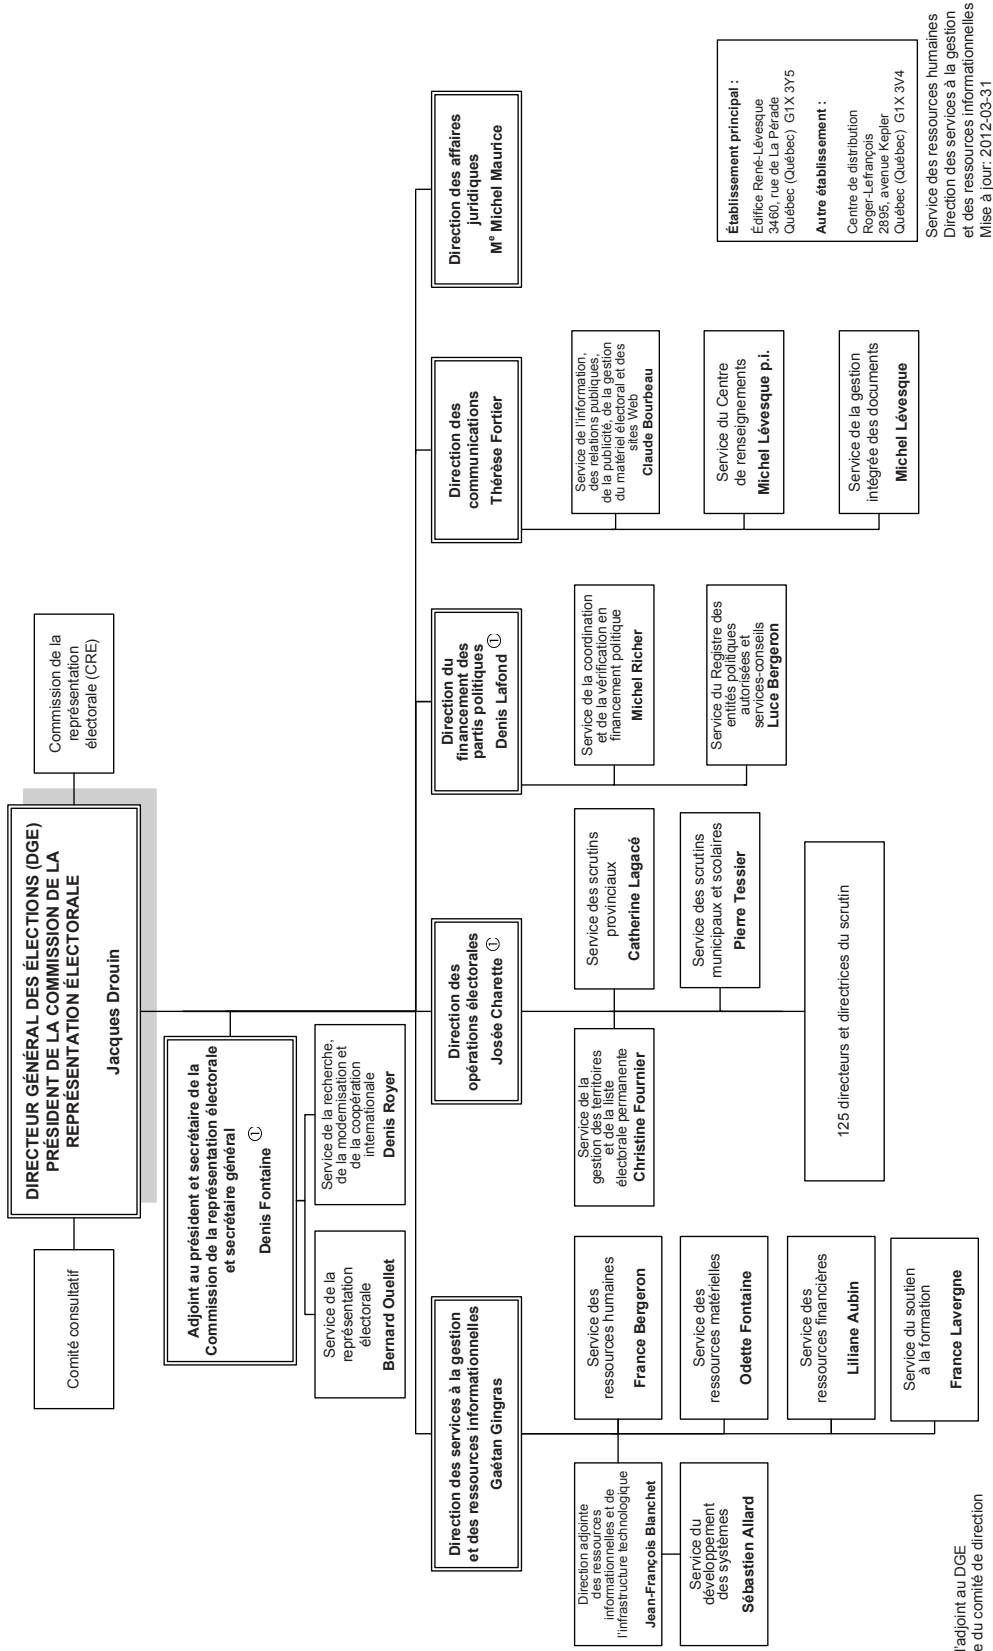 DIRECTEUR GÉNÉRAL DES ÉLECTIONS (DGE)
PRÉSIDENT DE LA COMMISSION DE LA
REPRÉSENTATION ÉLECTORALE
Jacques Drouin
Comité consultatif
Commission de la
représentation
électorale (CRE)
Adjoint au président et secrétaire de la
Commission de la représentation électorale
et secrétaire général
Denis Fontaine ①
Service de la
représentation
électorale
Bernard Ouellet
Service de la recherche,
de la modernisation et
de la coopération
internationale
Denis Royer
Direction des services à la gestion
et des ressources informationnelles
Gaétan Gingras
Direction adjointe
des ressources
informationnelles et de
l'infrastructure technologique
Jean-François Blanchet
Service du
développement
des systèmes
Sébastien Allard
Service des
ressources humaines
France Bergeron
Service des
ressources matérielles
Odette Fontaine
Service des
ressources financières
Liliane Aubin
Service du soutien
à la formation
France Lavergne
Direction des
opérations électorales
Josée Charette ①
Service de la
gestion des territoires
et de la liste
électorale permanente
Christine Fournier
Service des scrutins
provinciaux
Catherine Lagacé
Service des scrutins
municipaux et scolaires
Pierre Tessier
125 directeurs et directrices du scrutin
Direction du
financement des
partis politiques
Denis Lafond ①
Service de la coordination
et de la vérification en
financement politique
Michel Richer
Service du Registre des
entités politiques
autorisées et
services-conseils
Luce Bergeron
Direction des
communications
Thérèse Fortier
Service de l'information,
des relations publiques,
de la publicité, de la gestion
du matériel électoral et des
sites Web
Claude Bourbeau
Service du Centre
de renseignements
Michel Lévesque p.i.
Service de la gestion
intégrée des documents
Michel Lévesque
Direction des affaires
juridiques
Me Michel Maurice
Établissement principal :
Édifice René-Lévesque
3460, rue de La Pérade
Québec (Québec) G1X 3Y5
Autre établissement :
Centre de distribution
Roger-Lefrançois
2895, avenue Kepler
Québec (Québec) G1X 3V4
Service des ressources humaines
Direction des services à la gestion
et des ressources informationnelles
Mise à jour: 2012-03-31
l'adjoint au DGE
e du comité de direction